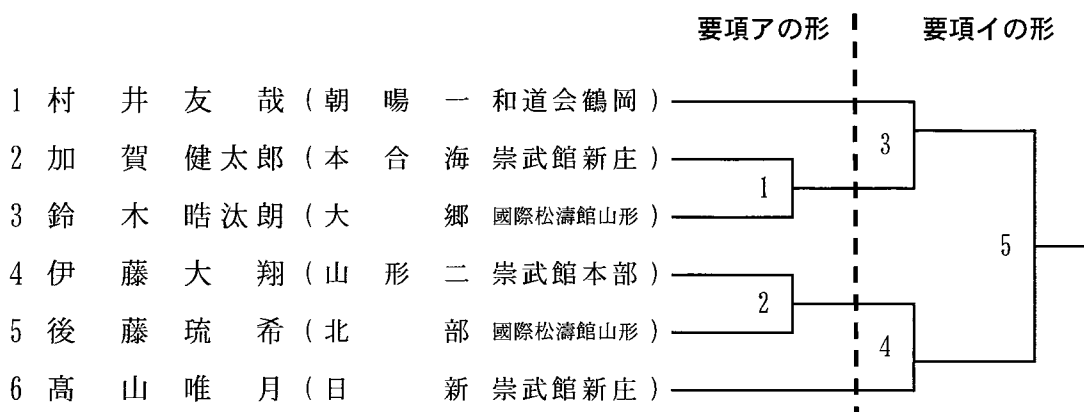 要項アの形 要項イの形
1 村井友哉（朝暘一 和道会鶴岡）
2 加賀健太郎（本合海 崇武館新庄）
3 鈴木晧汰朗（大郷 國際松濤館山形）
4 伊藤大翔（山形二 崇武館本部）
5 後藤琉希（北部 國際松濤館山形）
6 髙山唯月（日新 崇武館新庄）
3
1
5
2
4